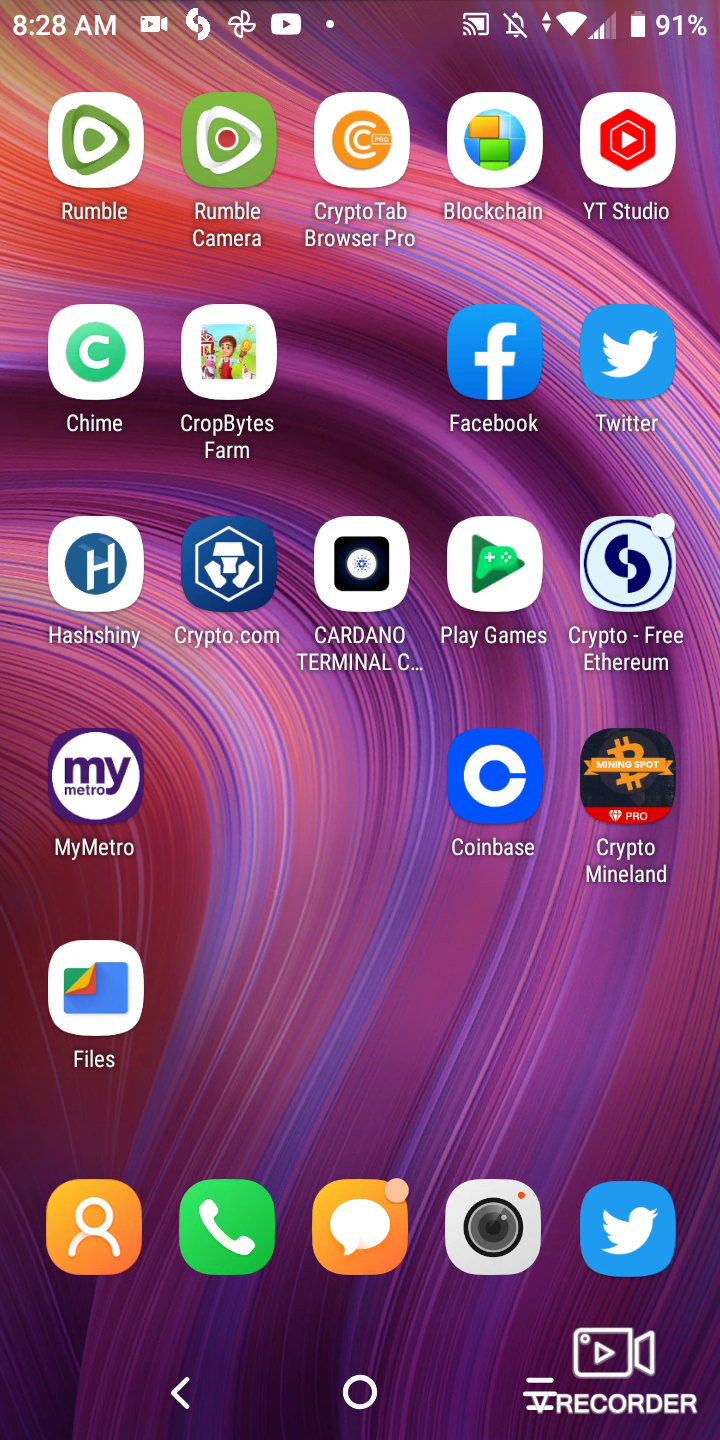 8:28 AM 91%
Rumble
Rumble
Camera
CryptoTab
Browser Pro
PRO
Blockchain
YT Studio
Chime
CropBytes
Farm
Facebook
Twitter
Hashshiny
Crypto.com
CARDANO
TERMINAL C...
Play Games
Crypto - Free
Ethereum
my
metro
MyMetro
Coinbase
MINING SPOT
PRO
Crypto
Mineland
Files
VRECORDER